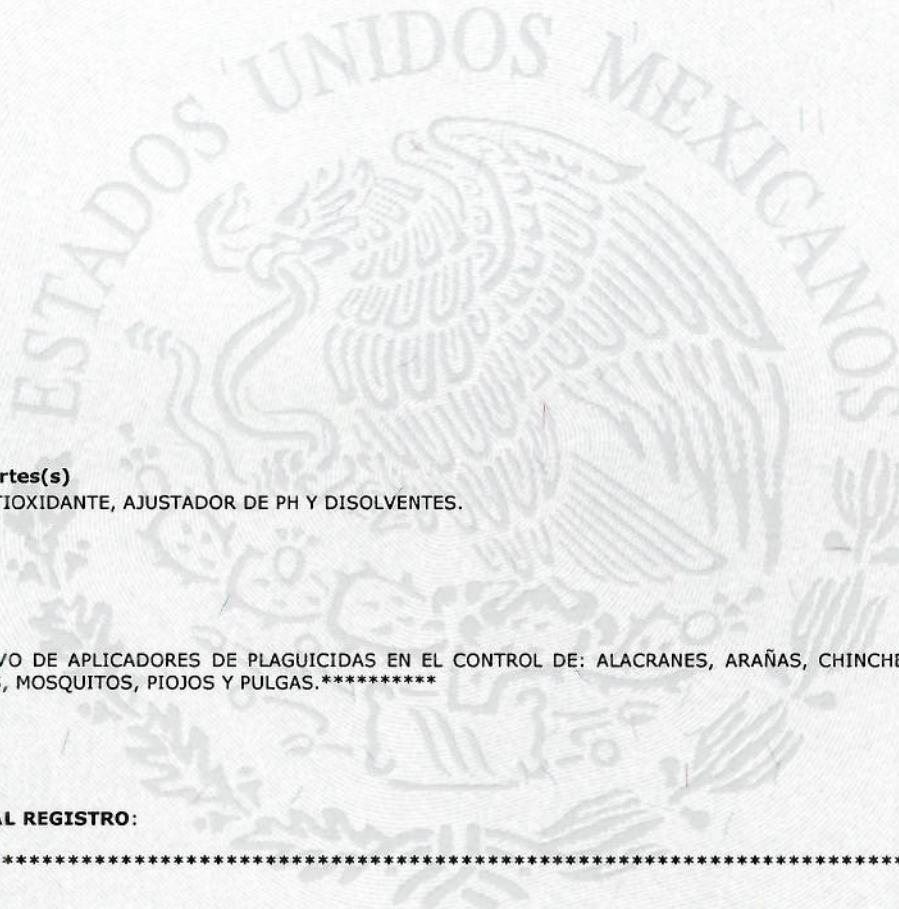 ESTADOS UNIDOS MEXICANOS
rtes(s)
TIOXIDANTE, AJUSTADOR DE PH Y DISOLVENTES.
VO DE APLICADORES DE PLAGUICIDAS EN EL CONTROL DE: ALACRANES, ARAÑAS, CHINCHE
S, MOSQUITOS, PIOJOS Y PULGAS.**********
AL REGISTRO:
**********************************************************************